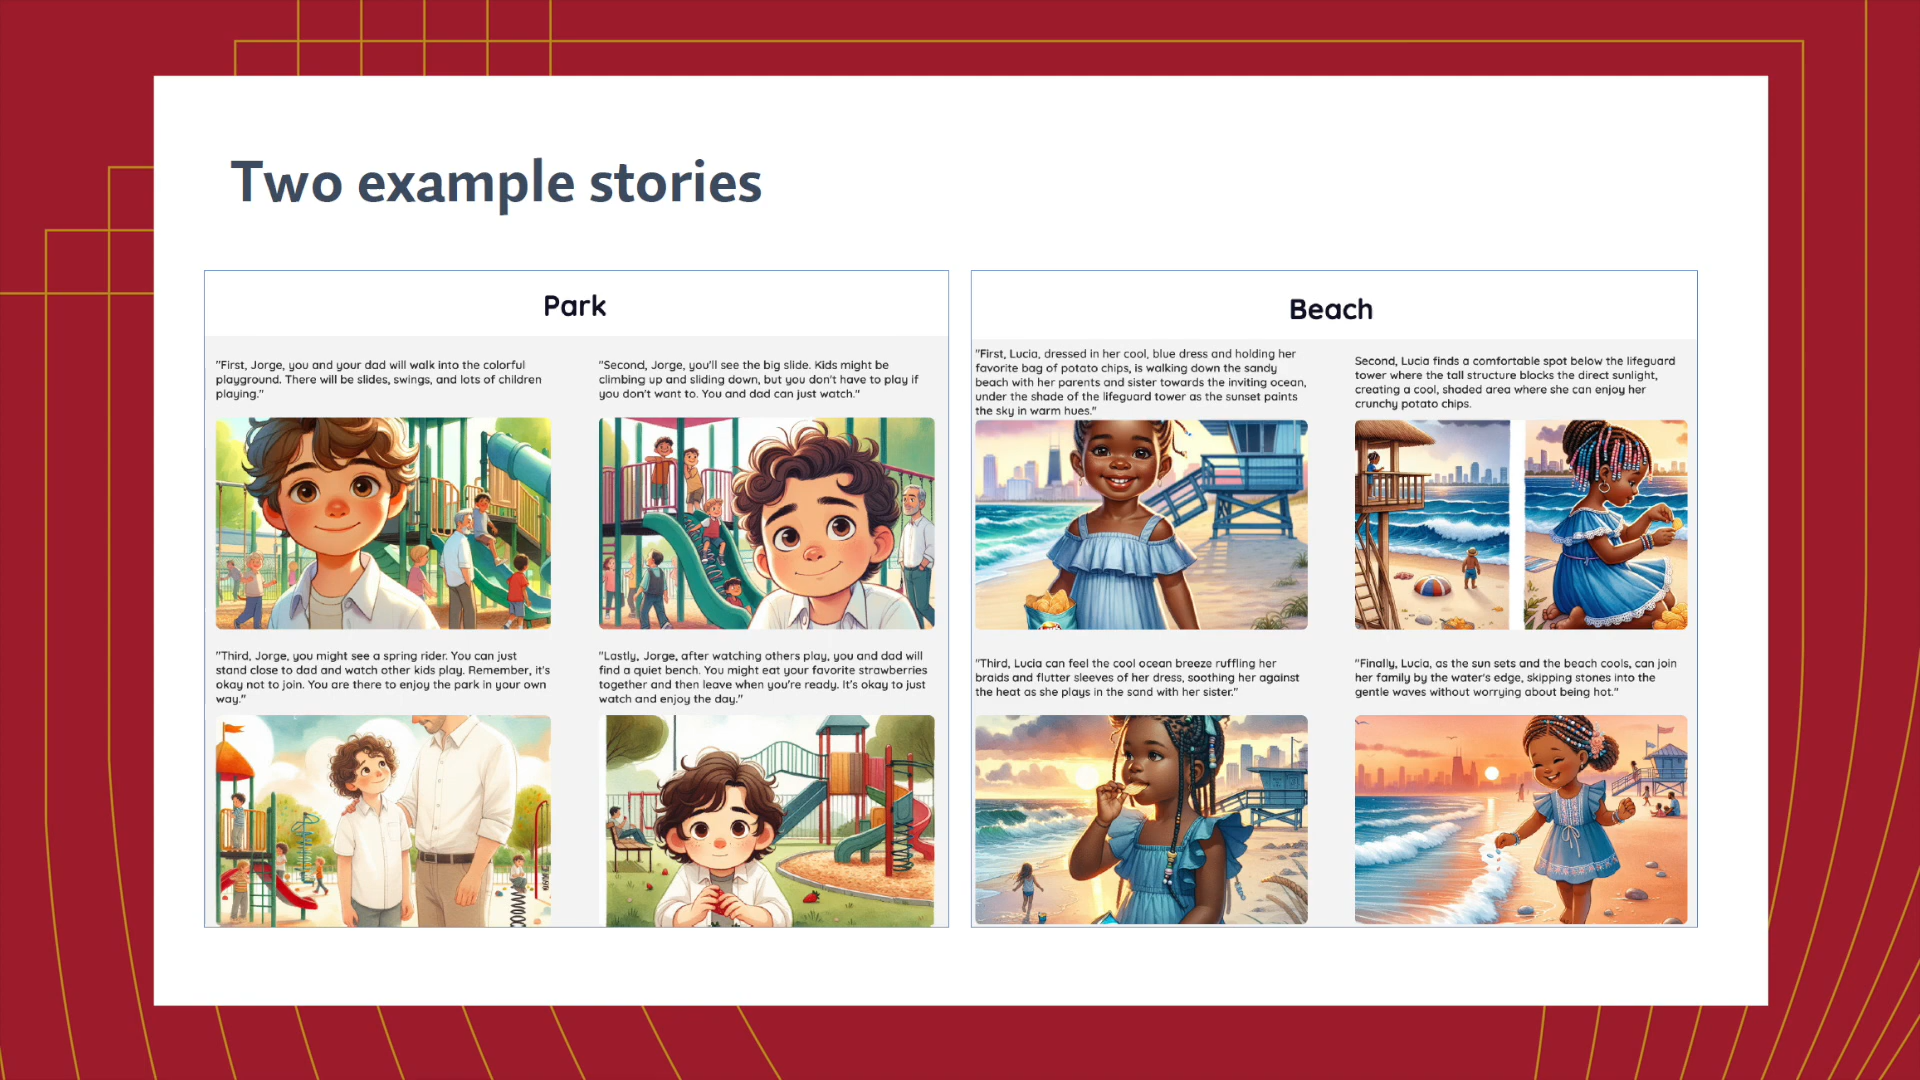 Two example stories
Park
"First, Jorge, you and your dad will walk into the colorful
playground. There will be slides, swings, and lots of children
playing."
"Second, Jorge, you'll see the big slide. Kids might be
climbing up and sliding down, but you don't have to play if
you don't want to. You and dad can just watch."
"Third, Jorge, you might see a spring rider. You can just
stand close to dad and watch other kids play. Remember, it's
okay not to join. You are there to enjoy the park in your own
way."
"Lastly, Jorge, after watching others play, you and dad will
find a quiet bench. You might eat your favorite strawberries
together and then leave when you're ready. It's okay to just
watch and enjoy the day."
Beach
"First, Lucia, dressed in her cool, blue dress and holding her
favorite bag of potato chips, is walking down the sandy
beach with her parents and sister towards the inviting ocean,
under the shade of the lifeguard tower as the sunset paints
the sky in warm hues."
Second, Lucia finds a comfortable spot below the lifeguard
tower where the tall structure blocks the direct sunlight,
creating a cool, shaded area where she can enjoy her
crunchy potato chips.
"Third, Lucia can feel the cool ocean breeze ruffling her
braids and flutter sleeves of her dress, soothing her against
the heat as she plays in the sand with her sister."
"Finally, Lucia, as the sun sets and the beach cools, can join
her family by the water's edge, skipping stones into the
gentle waves without worrying about being hot."